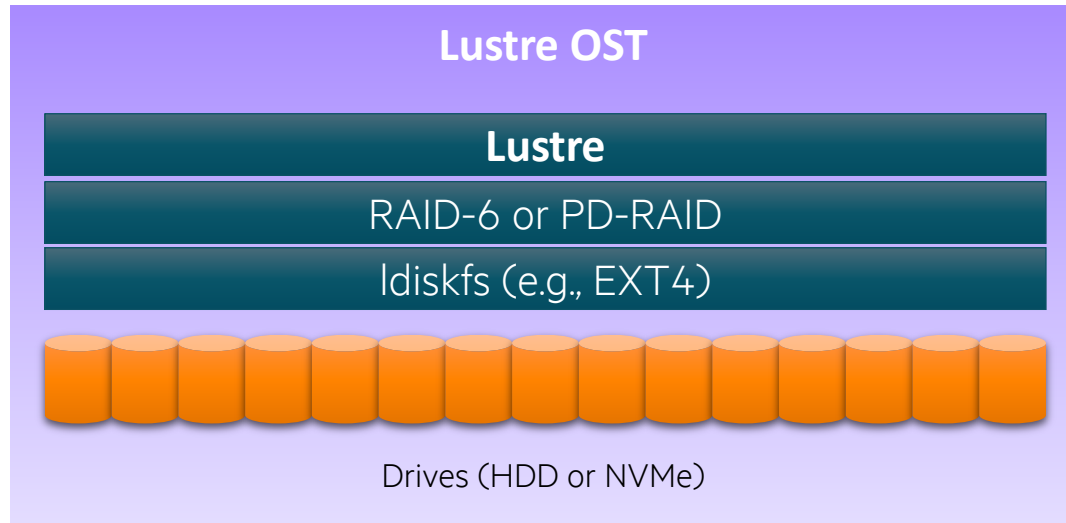 Lustre OST
Lustre
RAID-6 or PD-RAID
ldiskfs (e.g., EXT4)
Drives (HDD or NVMe)